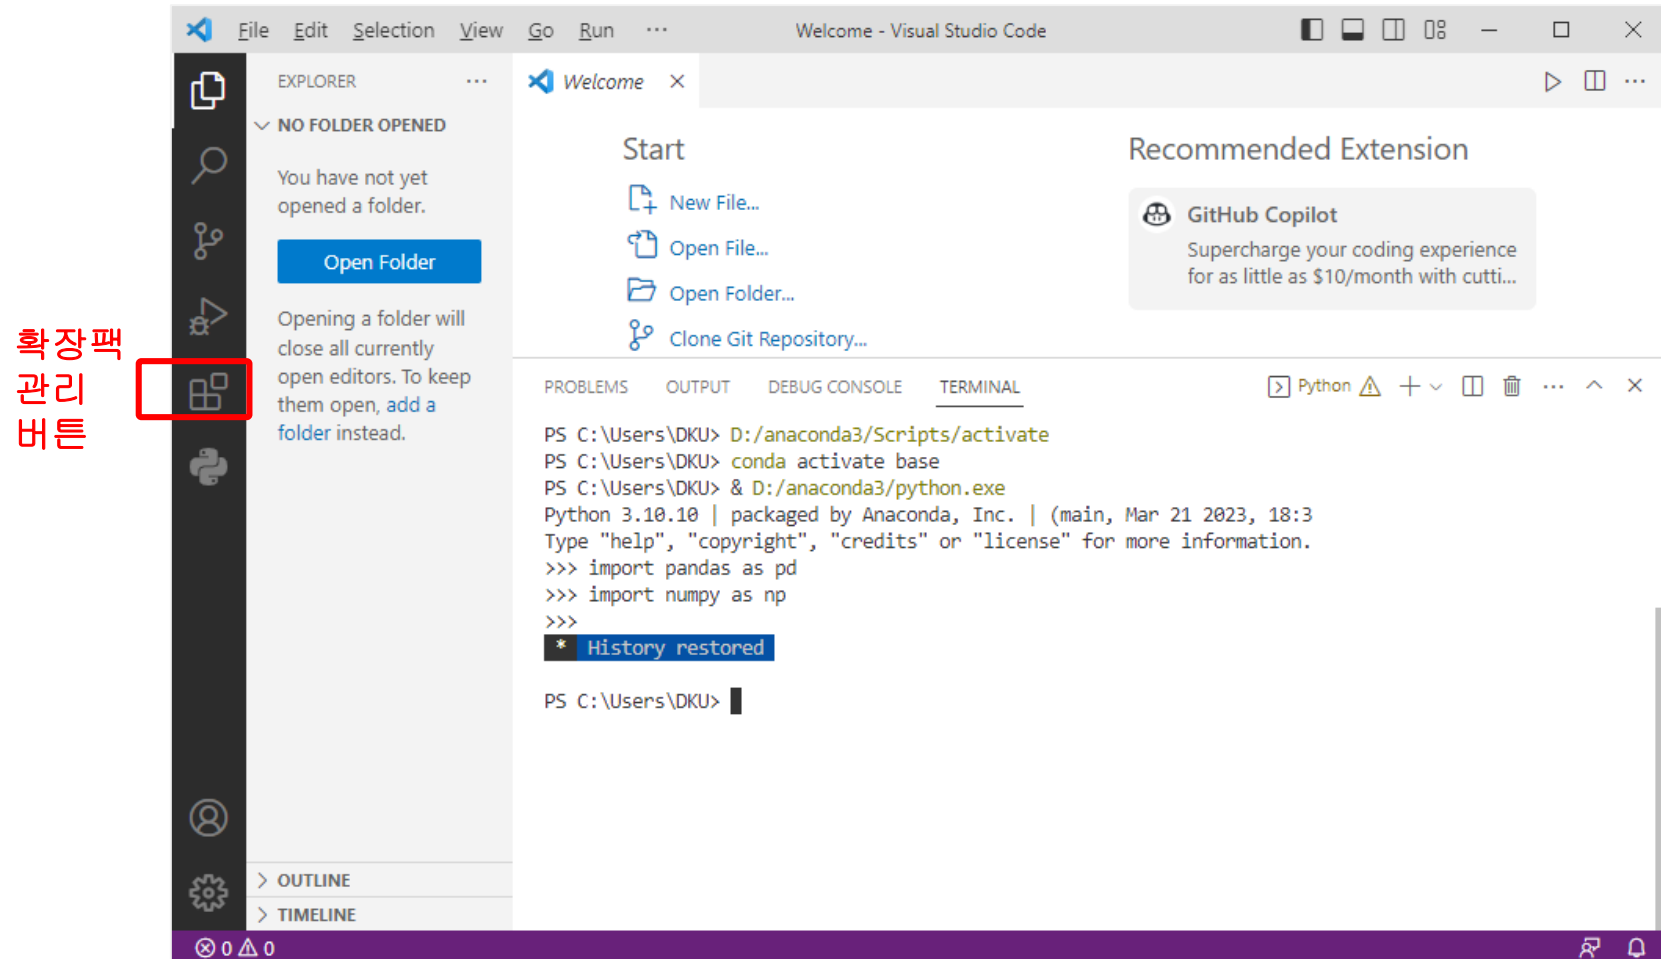 File Edit Selection View Go Run ··· Welcome - Visual Studio Code
EXPLORER ···
Welcome
NO FOLDER OPENED
You have not yet
opened a folder.
Open Folder
Opening a folder will
close all currently
open editors. To keep
them open, add a
folder instead.
OUTLINE
TIMELINE
확장팩
관리
버튼
Start
New File...
Open File...
Open Folder...
Clone Git Repository...
Recommended Extension
GitHub Copilot
Supercharge your coding experience
for as little as $10/month with cutti...
PROBLEMS OUTPUT DEBUG CONSOLE TERMINAL Python
PS C:\Users\DKU> D:/anaconda3/Scripts/activate
PS C:\Users\DKU> conda activate base
PS C:\Users\DKU> & D:/anaconda3/python.exe
Python 3.10.10 | packaged by Anaconda, Inc. | (main, Mar 21 2023, 18:3
Type "help", "copyright", "credits" or "license" for more information.
>>> import pandas as pd
>>> import numpy as np
>>>
* History restored
PS C:\Users\DKU>
0 0